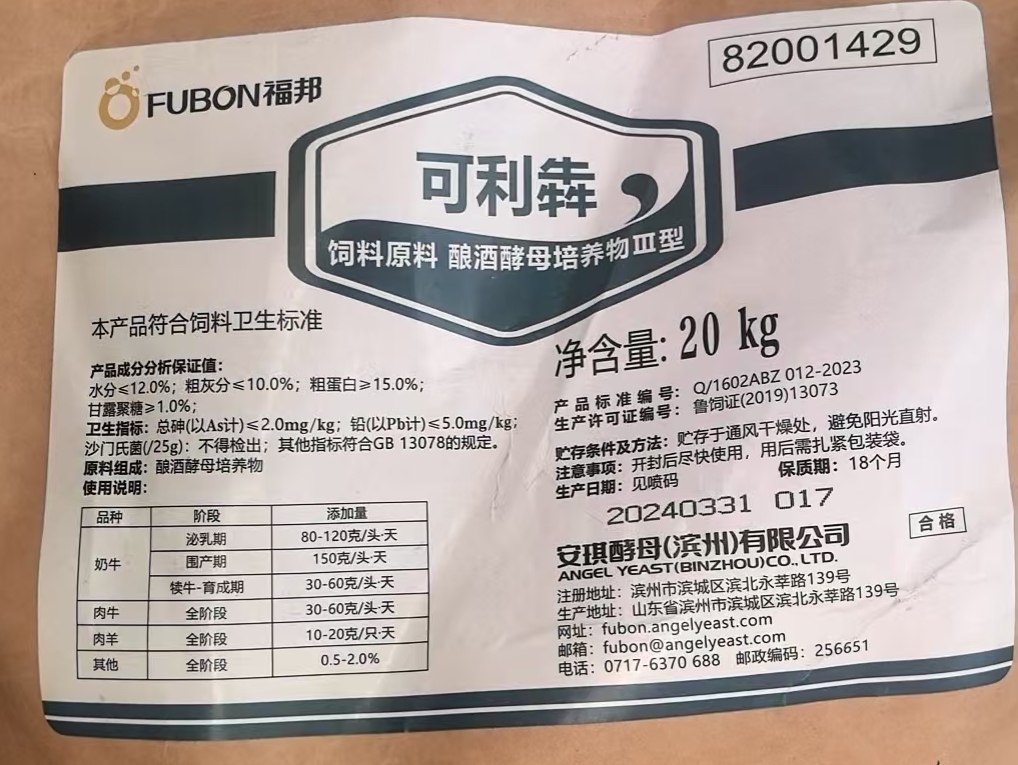 FUBON福邦
82001429
可利犇
饲料原料 酿酒酵母培养物III型
本产品符合饲料卫生标准
产品成分分析保证值：
水分≤12.0%；粗灰分≤10.0%；粗蛋白≥15.0%；
甘露聚糖≥1.0%；
卫生指标：总砷(以As计)≤2.0mg/kg；铅(以Pb计)≤5.0mg/kg；
沙门氏菌(/25g)：不得检出；其他指标符合GB 13078的规定。
原料组成：酿酒酵母培养物
使用说明：
品种 阶段 添加量
奶牛 泌乳期 80-120克/头·天
围产期 150克/头·天
犊牛-育成期 30-60克/头·天
肉牛 全阶段 30-60克/头·天
肉羊 全阶段 10-20克/只·天
其他 全阶段 0.5-2.0%
净含量: 20 kg
产品标准编号: Q/1602ABZ 012-2023
生产许可证编号: 鲁饲证(2019)13073
贮存条件及方法：贮存于通风干燥处，避免阳光直射。
注意事项：开封后尽快使用，用后需扎紧包装袋。
生产日期：见喷码 保质期：18个月
20240331 017
合格
安琪酵母(滨州)有限公司
ANGEL YEAST(BINZHOU)CO.,LTD.
注册地址：滨州市滨城区滨北永莘路139号
生产地址：山东省滨州市滨城区滨北永莘路139号
网址：fubon.angelyeast.com
邮箱：fubon@angelyeast.com
电话：0717-6370 688 邮政编码：256651